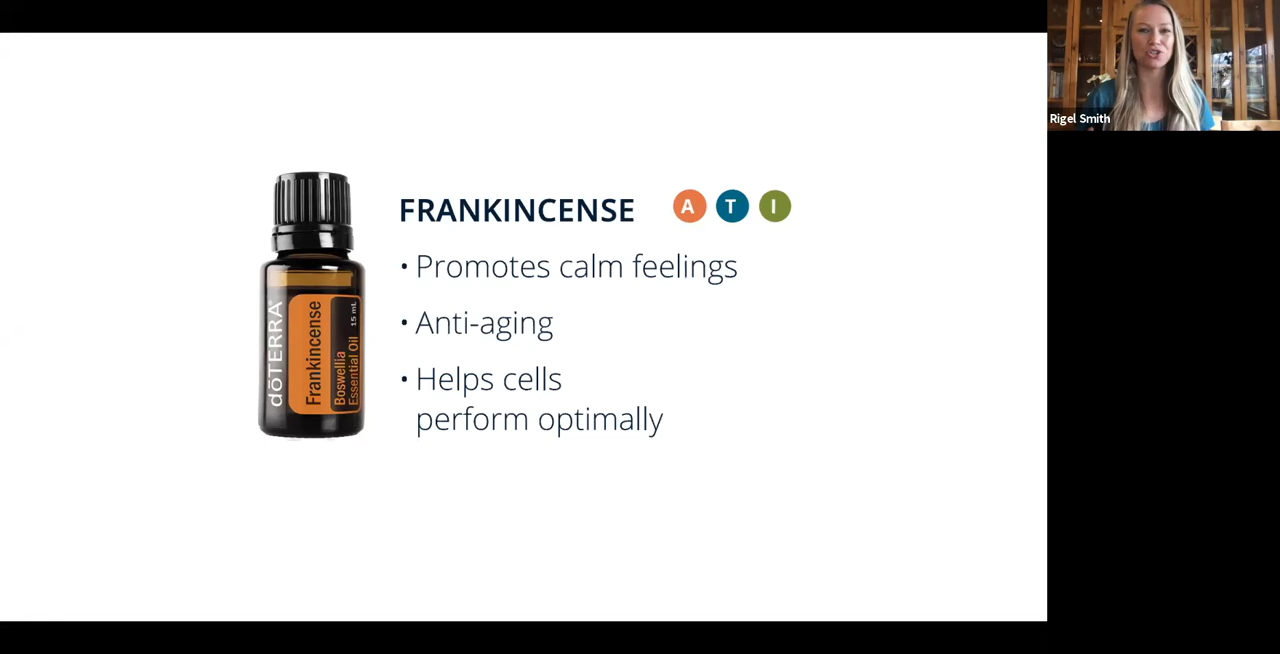 Rigel Smith
FRANKINCENSE A T I
• Promotes calm feelings
• Anti-aging
• Helps cells
perform optimally
dōTERRA
Frankincense
Boswellia
Essential Oil 15 mL